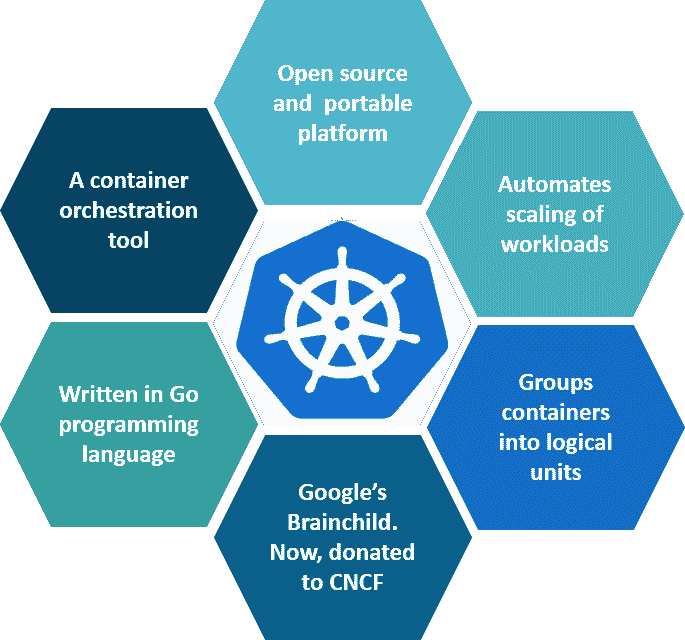 Open source
and portable
platform
A container
orchestration
tool
Automates
scaling of
workloads
Written in Go
programming
language
Groups
containers
into logical
units
Google’s
Brainchild.
Now, donated
to CNCF